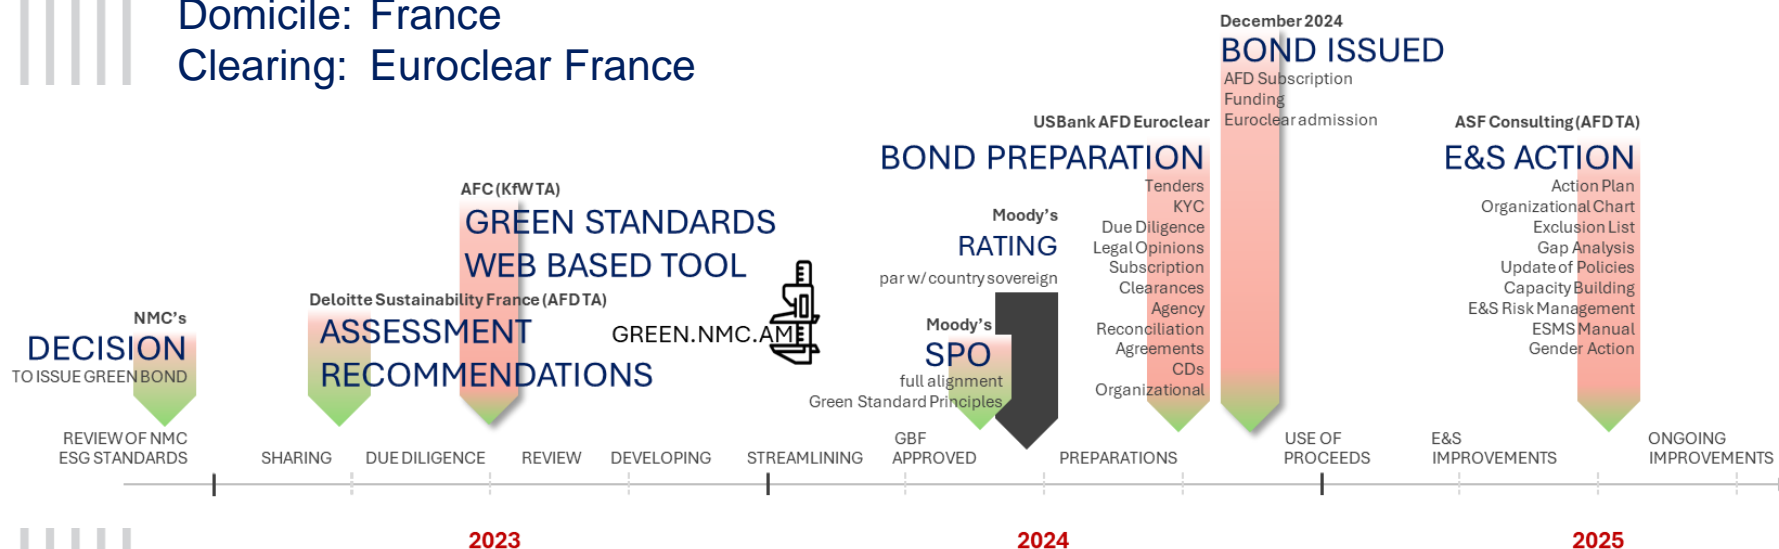 Domicile: France
Clearing: Euroclear France
December 2024
BOND ISSUED
AFD Subscription
Funding
Euroclear admission
USBank AFD Euroclear
BOND PREPARATION
Tenders
KYC
Due Diligence
Legal Opinions
Subscription
Clearances
Agency
Reconciliation
Agreements
CDs
Organizational
ASF Consulting (AFD TA)
E&S ACTION
Action Plan
Organizational Chart
Exclusion List
Gap Analysis
Update of Policies
Capacity Building
E&S Risk Management
ESMS Manual
Gender Action
AFC (KfW TA)
GREEN STANDARDS
WEB BASED TOOL
Moody's
RATING
par w/ country sovereign
Deloitte Sustainability France (AFD TA)
ASSESSMENT
RECOMMENDATIONS
GREEN.NMC.AM
NMC's
DECISION
TO ISSUE GREEN BOND
Moody's
SPO
full alignment
Green Standard Principles
REVIEW OF NMC
ESG STANDARDS
SHARING
DUE DILIGENCE
REVIEW
DEVELOPING
STREAMLINING
GBF
APPROVED
PREPARATIONS
USE OF
PROCEEDS
E&S
IMPROVEMENTS
ONGOING
IMPROVEMENTS
2023
2024
2025